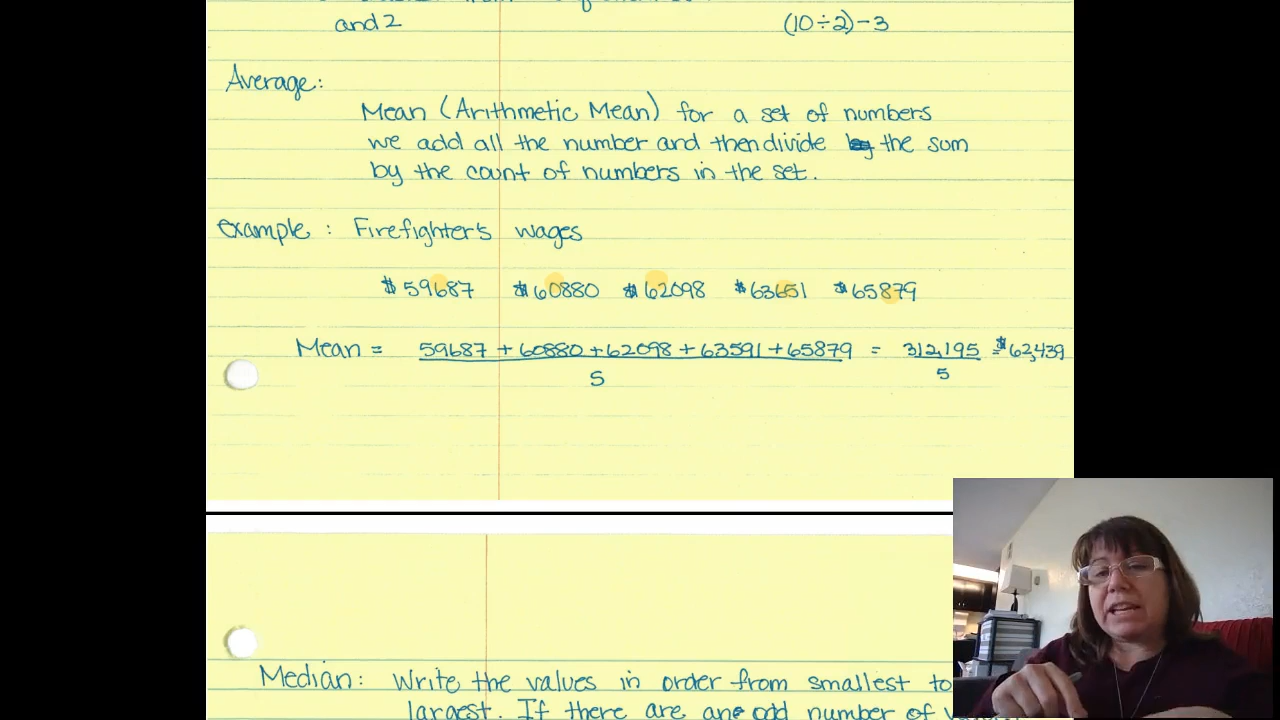 and 2
(10÷2)-3
Average:
Mean (Arithmetic Mean) for a set of numbers
we add all the number and then divide by the sum
by the count of numbers in the set.
Example: Firefighter's wages
$59687 $60880 $62098 $63651 $65879
Mean = 59687 + 60880 + 62098 + 63591 + 65879 = 312,195 = $62,439
5 5
Median: Write the values in order from smallest to
largest. If there are an odd number of